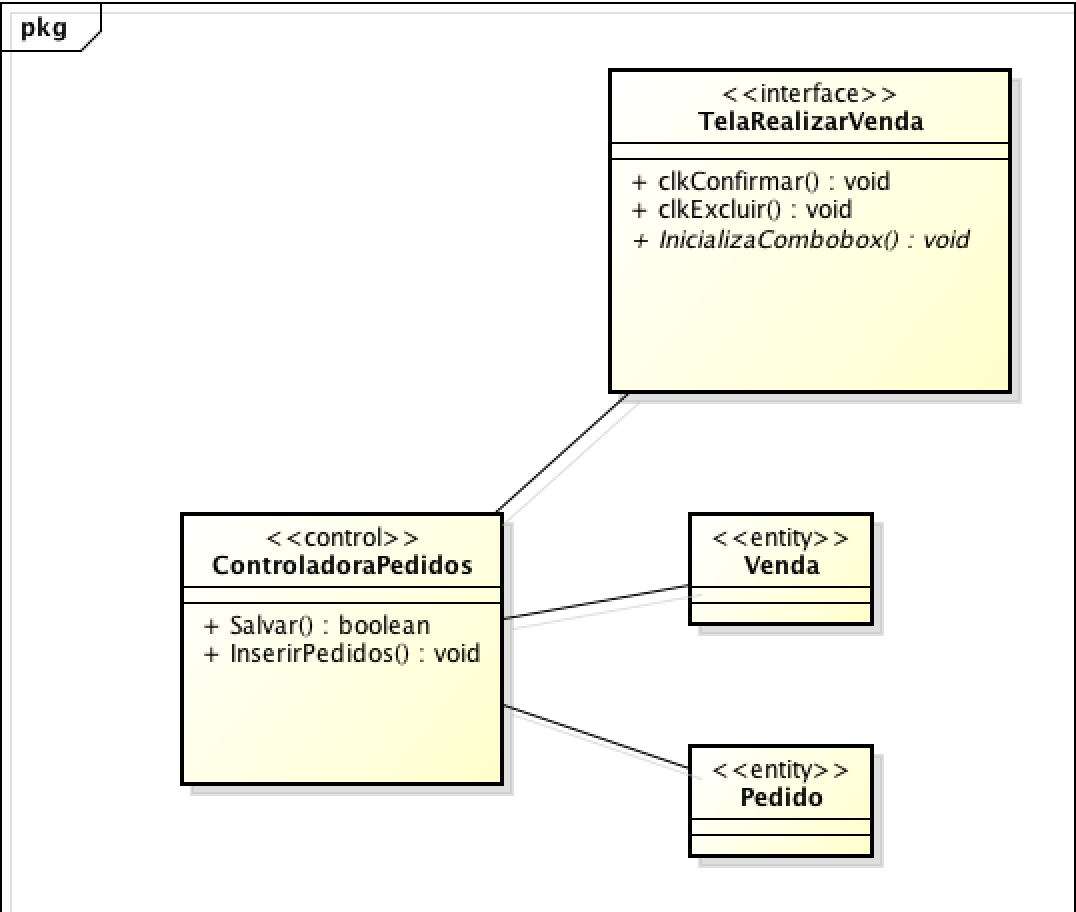 pkg
<<interface>>
TelaRealizarVenda
+ clkConfirmar() : void
+ clkExcluir() : void
+ InicializaCombobox() : void
<<control>>
ControladoraPedidos
+ Salvar() : boolean
+ InserirPedidos() : void
<<entity>>
Venda
<<entity>>
Pedido